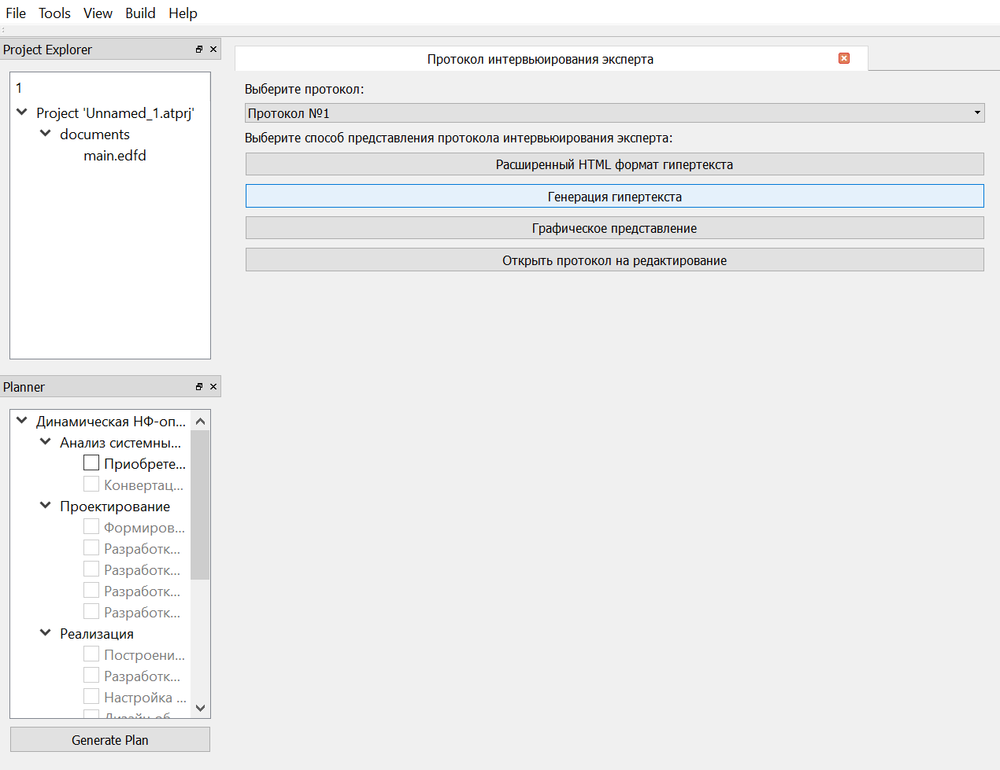 File Tools View Build Help
Project Explorer
1
Project 'Unnamed_1.atprj'
documents
main.edfd
Протокол интервьюирования эксперта
Выберите протокол:
Протокол №1
Выберите способ представления протокола интервьюирования эксперта:
Расширенный HTML формат гипертекста
Генерация гипертекста
Графическое представление
Открыть протокол на редактирование
Planner
Динамическая НФ-оп...
Анализ системны...
Приобрете...
Конвертац...
Проектирование
Формиров...
Разработк...
Разработк...
Разработк...
Разработк...
Реализация
Построени...
Разработк...
Настройка ...
Generate Plan